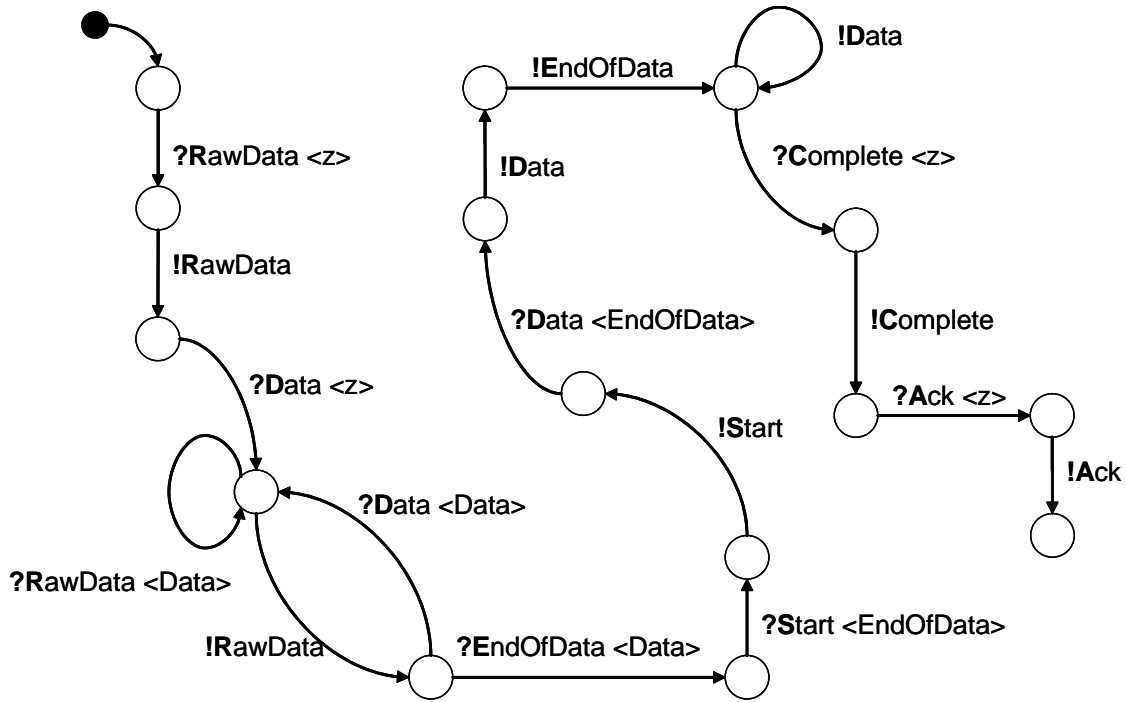 !Data
!EndOfData
?RawData <z>
?Complete <z>
!Data
!RawData
?Data <EndOfData>
!Complete
?Data <z>
?Ack <z>
!Start
!Ack
?Data <Data>
?RawData <Data>
!RawData
?EndOfData <Data>
?Start <EndOfData>